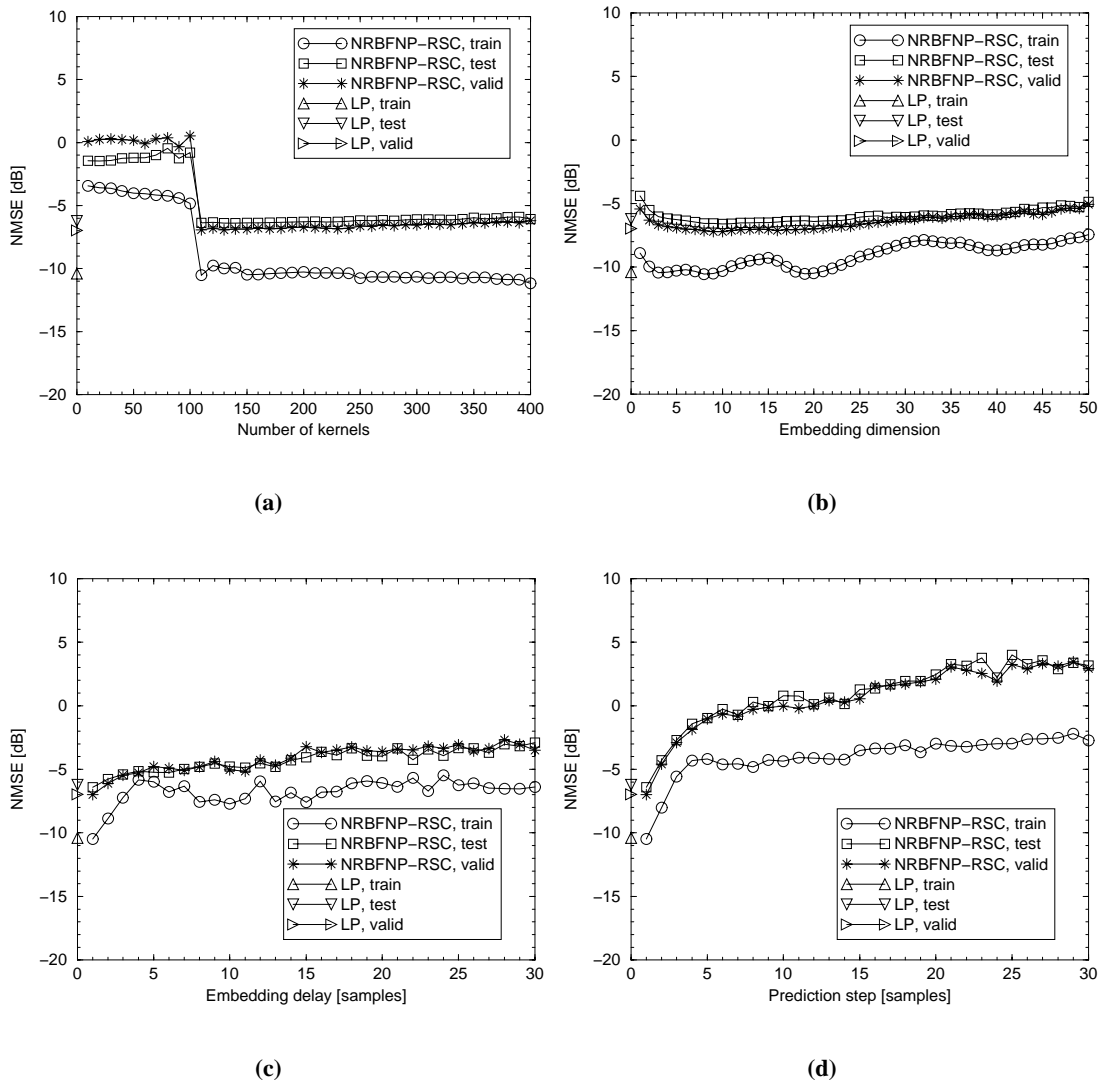 10
5
0
−5
−10
−15
−20
NMSE [dB]
NRBFNP−RSC, train
NRBFNP−RSC, test
NRBFNP−RSC, valid
LP, train
LP, test
LP, valid
0 50 100 150 200 250 300 350 400
Number of kernels
(a)
10
5
0
−5
−10
−15
−20
NMSE [dB]
NRBFNP−RSC, train
NRBFNP−RSC, test
NRBFNP−RSC, valid
LP, train
LP, test
LP, valid
0 5 10 15 20 25 30 35 40 45 50
Embedding dimension
(b)
10
5
0
−5
−10
−15
−20
NMSE [dB]
NRBFNP−RSC, train
NRBFNP−RSC, test
NRBFNP−RSC, valid
LP, train
LP, test
LP, valid
0 5 10 15 20 25 30
Embedding delay [samples]
(c)
10
5
0
−5
−10
−15
−20
NMSE [dB]
NRBFNP−RSC, train
NRBFNP−RSC, test
NRBFNP−RSC, valid
LP, train
LP, test
LP, valid
0 5 10 15 20 25 30
Prediction step [samples]
(d)